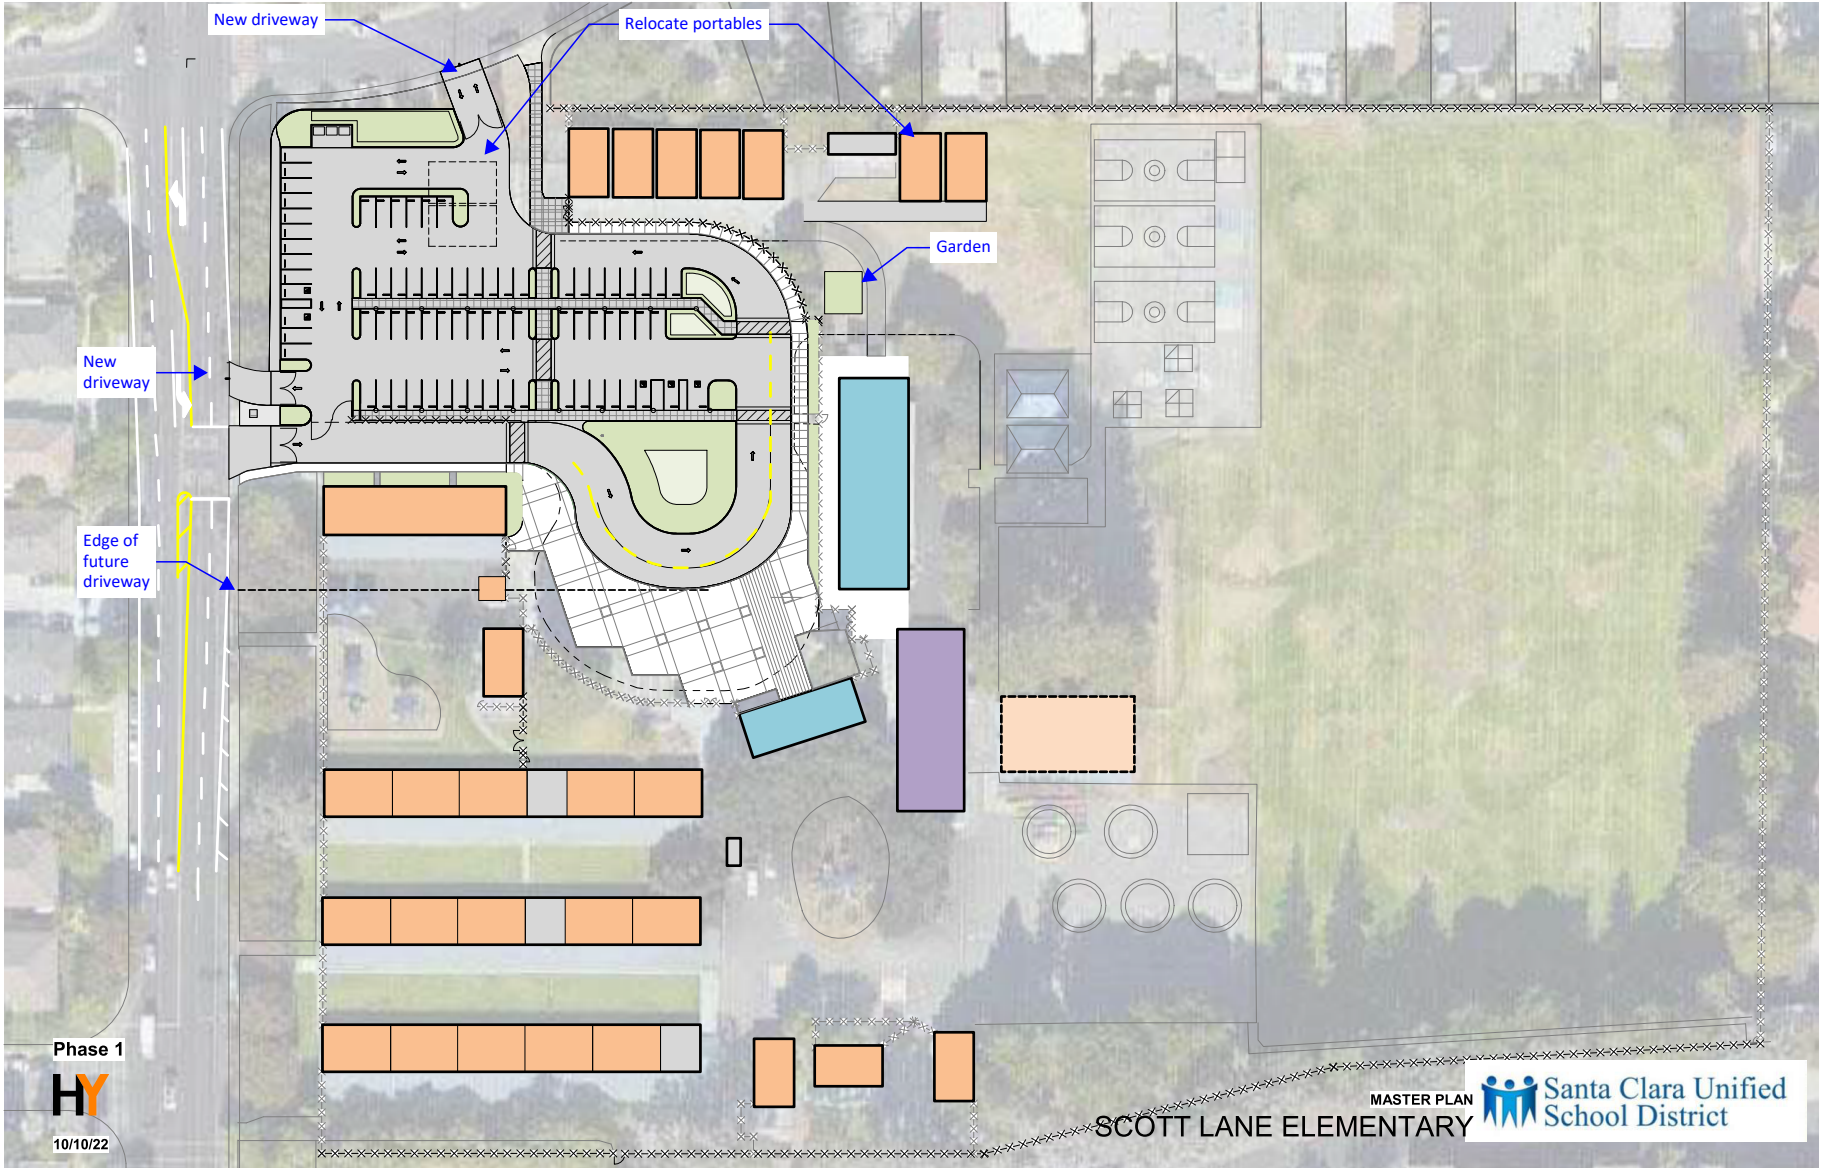 New driveway
Relocate portables
Garden
New
driveway
Edge of
future
driveway
Phase 1
HY
10/10/22
MASTER PLAN
SCOTT LANE ELEMENTARY
Santa Clara Unified
School District